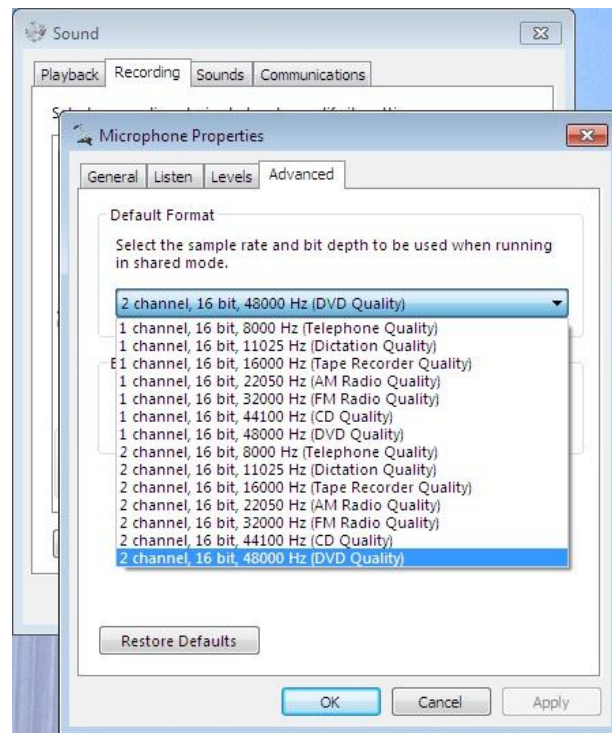 Sound
Playback Recording Sounds Communications
Microphone Properties
General Listen Levels Advanced
Default Format
Select the sample rate and bit depth to be used when running
in shared mode.
2 channel, 16 bit, 48000 Hz (DVD Quality)
1 channel, 16 bit, 8000 Hz (Telephone Quality)
1 channel, 16 bit, 11025 Hz (Dictation Quality)
1 channel, 16 bit, 16000 Hz (Tape Recorder Quality)
1 channel, 16 bit, 22050 Hz (AM Radio Quality)
1 channel, 16 bit, 32000 Hz (FM Radio Quality)
1 channel, 16 bit, 44100 Hz (CD Quality)
1 channel, 16 bit, 48000 Hz (DVD Quality)
2 channel, 16 bit, 8000 Hz (Telephone Quality)
2 channel, 16 bit, 11025 Hz (Dictation Quality)
2 channel, 16 bit, 16000 Hz (Tape Recorder Quality)
2 channel, 16 bit, 22050 Hz (AM Radio Quality)
2 channel, 16 bit, 32000 Hz (FM Radio Quality)
2 channel, 16 bit, 44100 Hz (CD Quality)
2 channel, 16 bit, 48000 Hz (DVD Quality)
Restore Defaults
OK Cancel Apply